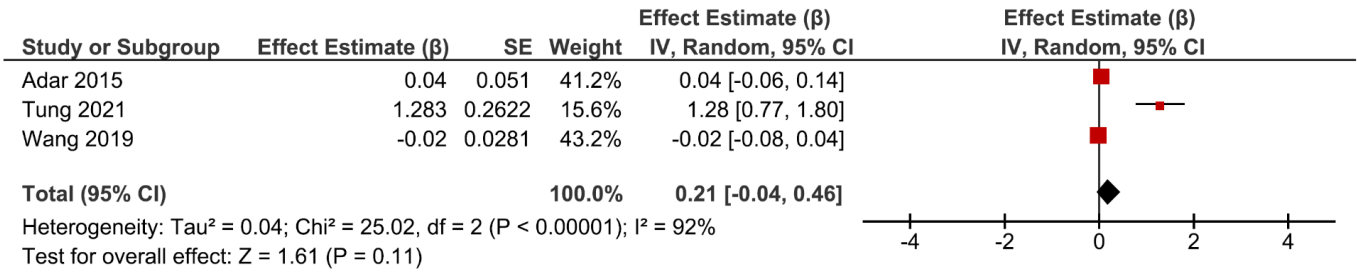 Effect Estimate (β) Effect Estimate (β)
Study or Subgroup Effect Estimate (β) SE Weight IV, Random, 95% CI IV, Random, 95% CI
Adar 2015 0.04 0.051 41.2% 0.04 [-0.06, 0.14]
Tung 2021 1.283 0.2622 15.6% 1.28 [0.77, 1.80]
Wang 2019 -0.02 0.0281 43.2% -0.02 [-0.08, 0.04]
Total (95% CI) 100.0% 0.21 [-0.04, 0.46]
Heterogeneity: Tau² = 0.04; Chi² = 25.02, df = 2 (P < 0.00001); I² = 92%
Test for overall effect: Z = 1.61 (P = 0.11)
-4 -2 0 2 4